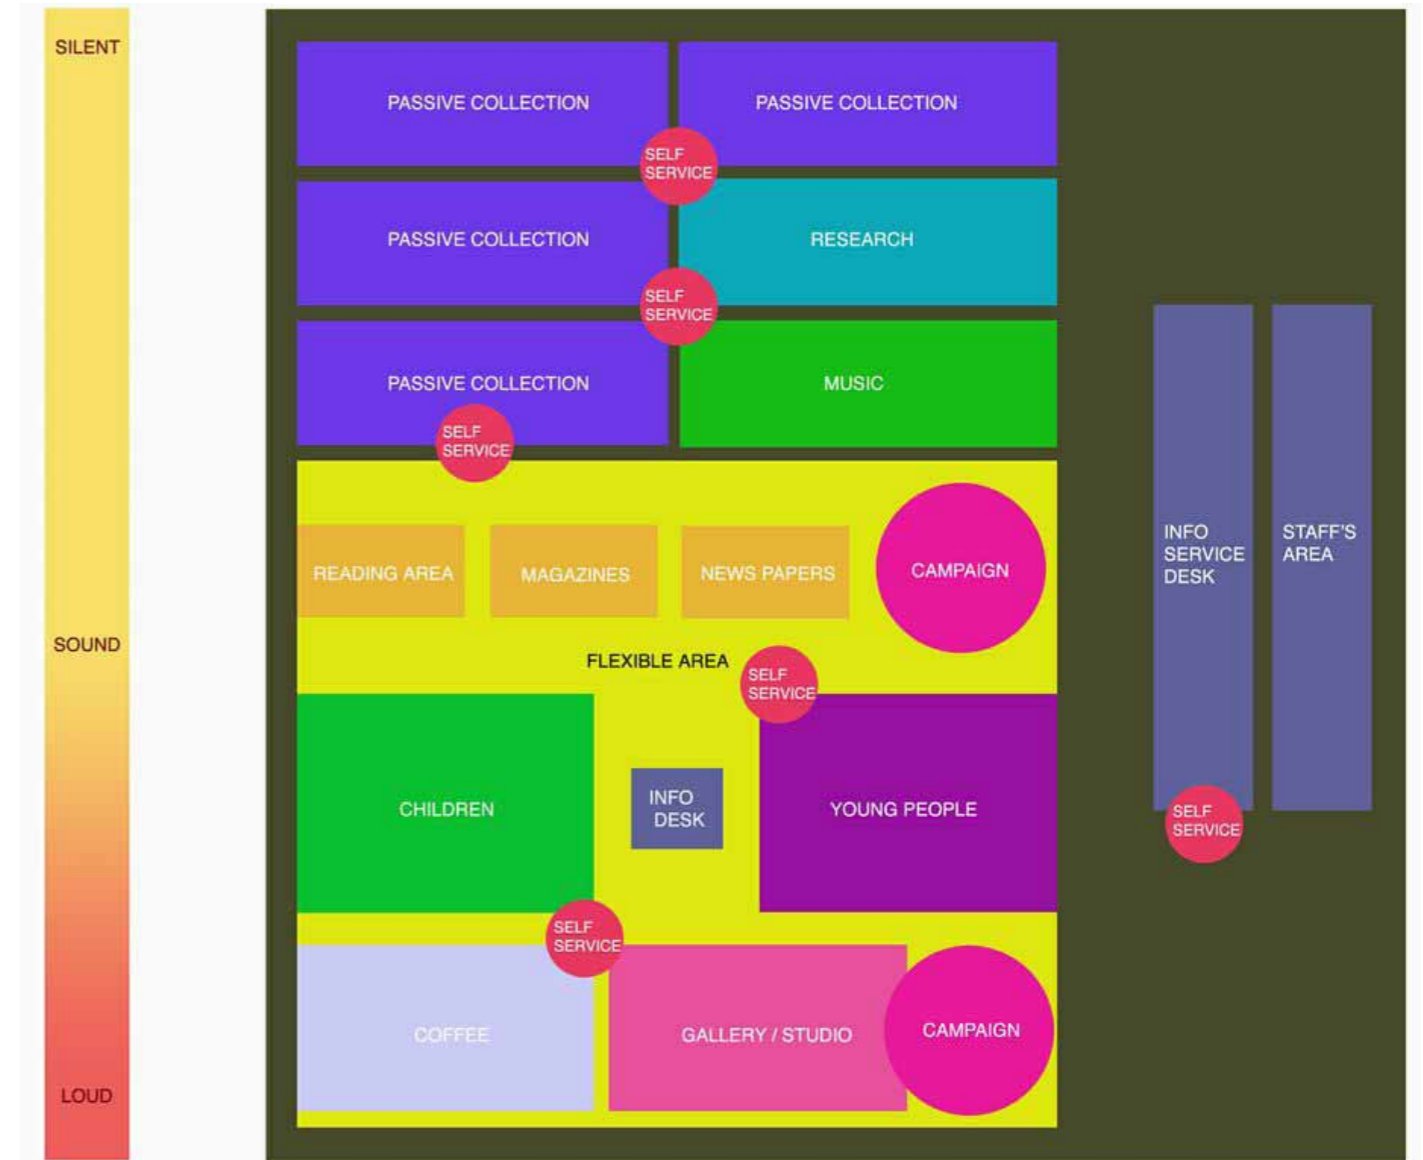 SILENT
PASSIVE COLLECTION
PASSIVE COLLECTION
SELF
SERVICE
PASSIVE COLLECTION
RESEARCH
SELF
SERVICE
PASSIVE COLLECTION
MUSIC
SELF
SERVICE
READING AREA
MAGAZINES
NEWS PAPERS
CAMPAIGN
INFO
SERVICE
DESK
STAFF'S
AREA
SOUND
FLEXIBLE AREA
SELF
SERVICE
CHILDREN
INFO
DESK
YOUNG PEOPLE
SELF
SERVICE
SELF
SERVICE
COFFEE
GALLERY / STUDIO
CAMPAIGN
LOUD